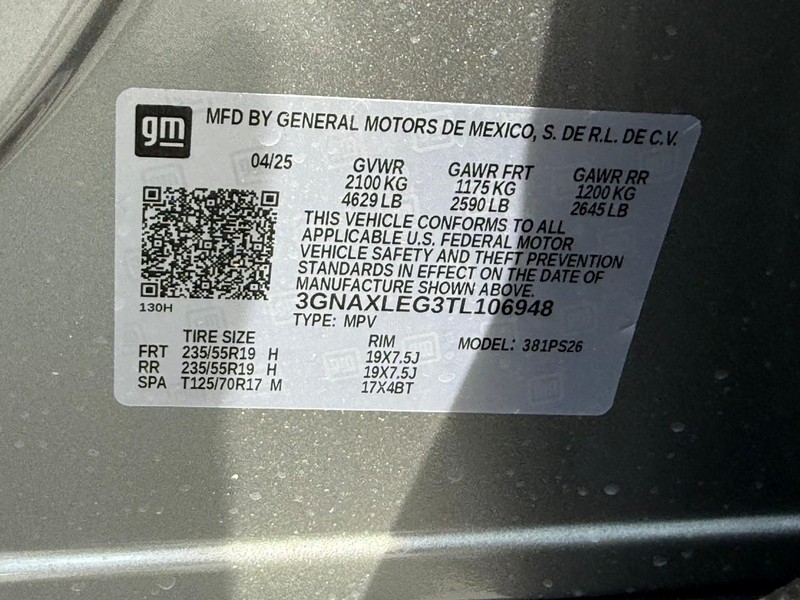 gm
MFD BY GENERAL MOTORS DE MEXICO, S. DE R.L. DE C.V.
04/25 GVWR GAWR FRT GAWR RR
2100 KG 1175 KG 1200 KG
4629 LB 2590 LB 2645 LB
THIS VEHICLE CONFORMS TO ALL
APPLICABLE U.S. FEDERAL MOTOR
VEHICLE SAFETY AND THEFT PREVENTION
STANDARDS IN EFFECT ON THE DATE OF
MANUFACTURE SHOWN ABOVE.
130H
3GNAXLEG3TL106948
TYPE: MPV
TIRE SIZE RIM MODEL: 381PS26
FRT 235/55R19 H 19X7.5J
RR 235/55R19 H 19X7.5J
SPA T125/70R17 M 17X4BT